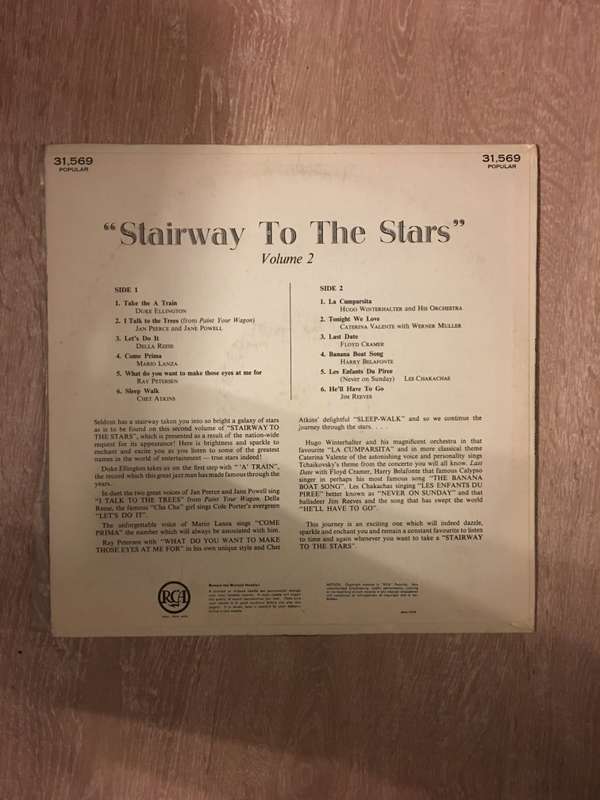 31,569
POPULAR
31,569
POPULAR
“Stairway To The Stars”
Volume 2
SIDE 1
1. Take the A Train
DUKE ELLINGTON
2. I Talk to the Trees (from Paint Your Wagon)
JAN PEERCE and JANE POWELL
3. Let's Do It
DELLA REESE
4. Come Prima
MARIO LANZA
5. What do you want to make those eyes at me for
RAY PETERSEN
6. Sleep Walk
CHET ATKINS
SIDE 2
1. La Cumparsita
HUGO WINTERHALTER and HIS ORCHESTRA
2. Tonight We Love
CATERINA VALENTE with WERNER MULLER
3. Last Date
FLOYD CRAMER
4. Banana Boat Song
HARRY BELAFONTE
5. Les Enfants Du Piree
(Never on Sunday) LES CHAKACHAS
6. He'll Have To Go
JIM REEVES
Seldom has a stairway taken you into so bright a galaxy of stars
as is to be found on this second volume of “STAIRWAY TO
THE STARS”, which is presented as a result of the nation-wide
request for its appearance! Here is brightness and sparkle to
enchant and excite you as you listen to some of the greatest
names in the world of entertainment — true stars indeed!
Duke Ellington takes us on the first step with “ ‘A’ TRAIN”,
the record which this great jazz man has made famous through the
years.
In duet the two great voices of Jan Peerce and Jane Powell sing
“I TALK TO THE TREES” from Paint Your Wagon. Della
Reese, the famous “Cha Cha” girl sings Cole Porter's evergreen
“LET'S DO IT”.
The unforgettable voice of Mario Lanza sings “COME
PRIMA” the number which will always be associated with him.
Ray Petersen with “WHAT DO YOU WANT TO MAKE
THOSE EYES AT ME FOR” in his own unique style and Chet
Atkins' delightful “SLEEP-WALK” and so we continue the
journey through the stars. . . .
Hugo Winterhalter and his magnificent orchestra in that
favourite “LA CUMPARSITA” and in more classical theme
Caterina Valente of the astonishing voice and personality sings
Tchaikovsky's theme from the concerto you will all know. Last
Date with Floyd Cramer, Harry Belafonte that famous Calypso
singer in perhaps his most famous song “THE BANANA
BOAT SONG”. Les Chakachas singing “LES ENFANTS DU
PIREE” better known as “NEVER ON SUNDAY” and that
balladeer Jim Reeves and the song that has swept the world
“HE'LL HAVE TO GO”.
This journey is an exciting one which will indeed dazzle,
sparkle and enchant you and remain a constant favourite to listen
to time and again whenever you want to take a “STAIRWAY
TO THE STARS”.
RCA